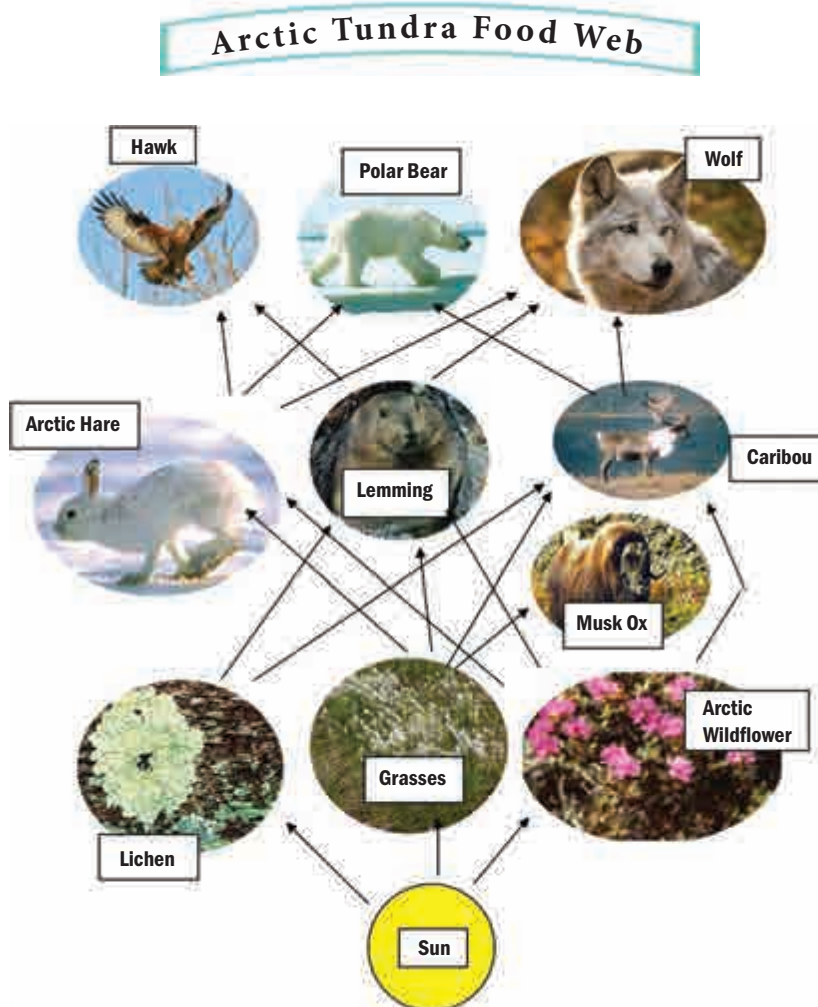 Arctic Tundra Food Web
Hawk
Polar Bear
Wolf
Arctic Hare
Lemming
Caribou
Musk Ox
Lichen
Grasses
Arctic
Wildflower
Sun